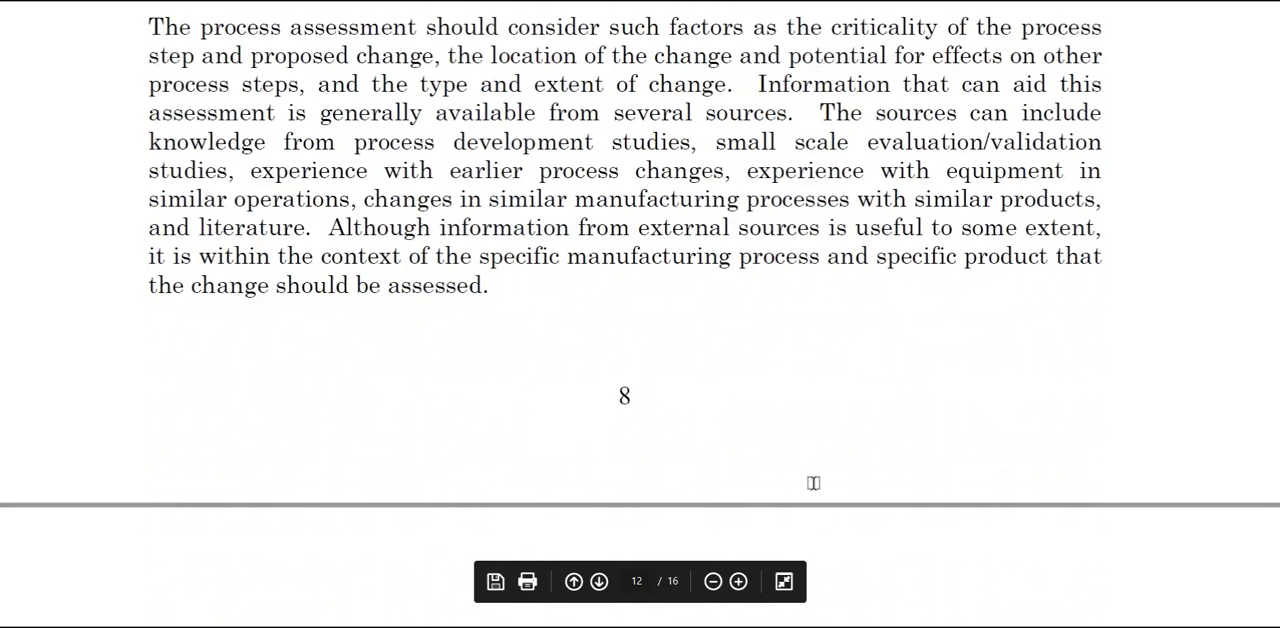 The process assessment should consider such factors as the criticality of the process
step and proposed change, the location of the change and potential for effects on other
process steps, and the type and extent of change.  Information that can aid this
assessment is generally available from several sources.  The sources can include
knowledge from process development studies, small scale evaluation/validation
studies, experience with earlier process changes, experience with equipment in
similar operations, changes in similar manufacturing processes with similar products,
and literature.  Although information from external sources is useful to some extent,
it is within the context of the specific manufacturing process and specific product that
the change should be assessed.
8
12 / 16